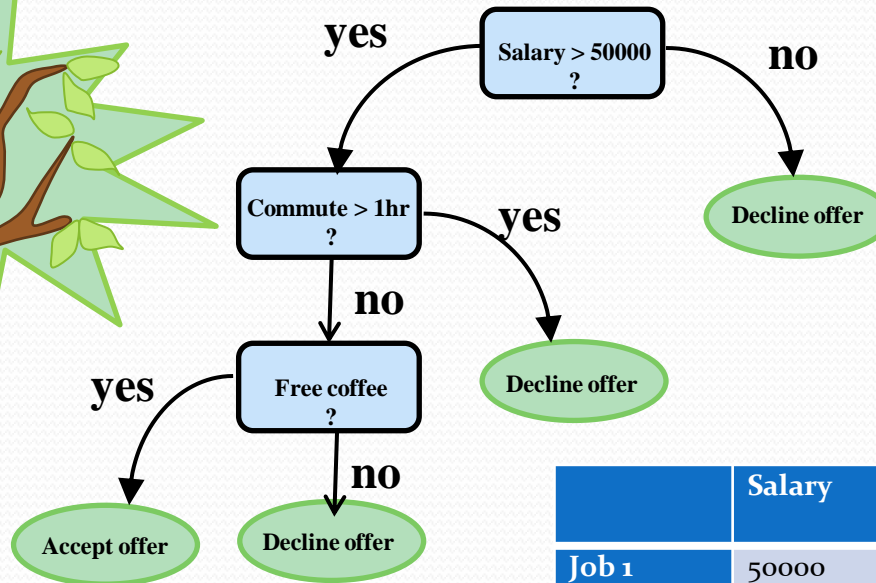 yes
Salary > 50000
?
no
Commute > 1hr
?
yes
Decline offer
no
Free coffee
?
yes
Decline offer
no
Accept offer
Decline offer
Salary
Job 1
50000